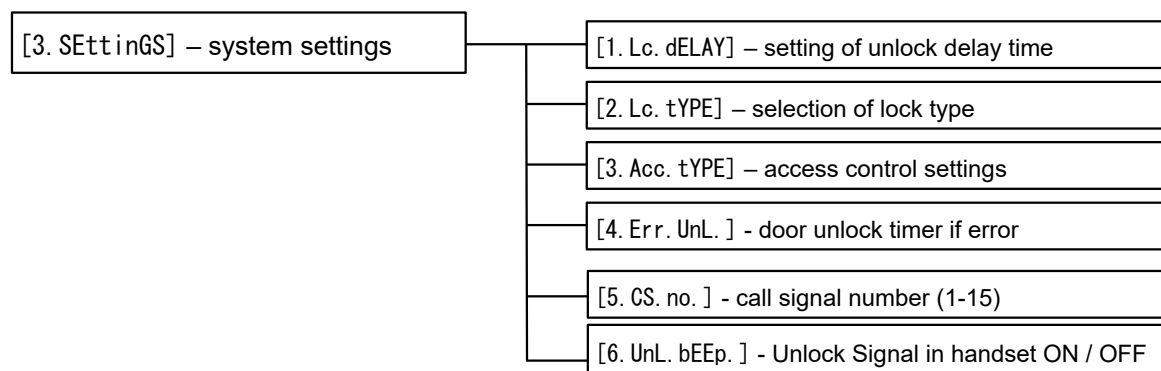 [3. SEttinGS] – system settings
[1. Lc. dELAY] – setting of unlock delay time
[2. Lc. tYPE] – selection of lock type
[3. Acc. tYPE] – access control settings
[4. Err. UnL. ] - door unlock timer if error
[5. CS. no. ] - call signal number (1-15)
[6. UnL. bEEp. ] - Unlock Signal in handset ON / OFF